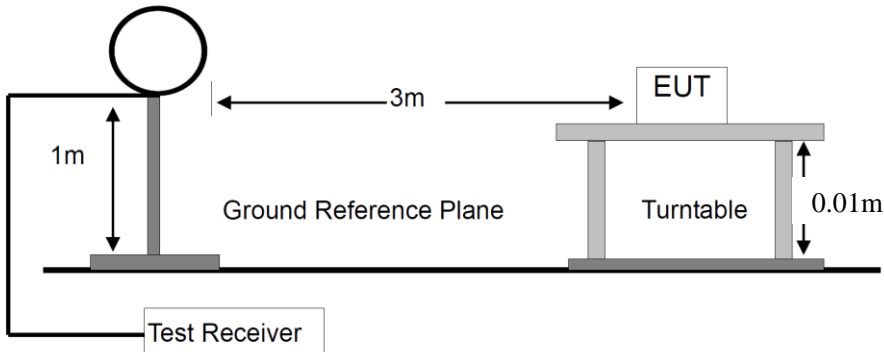 EUT
3m
1m
Ground Reference Plane
Turntable
0.01m
Test Receiver